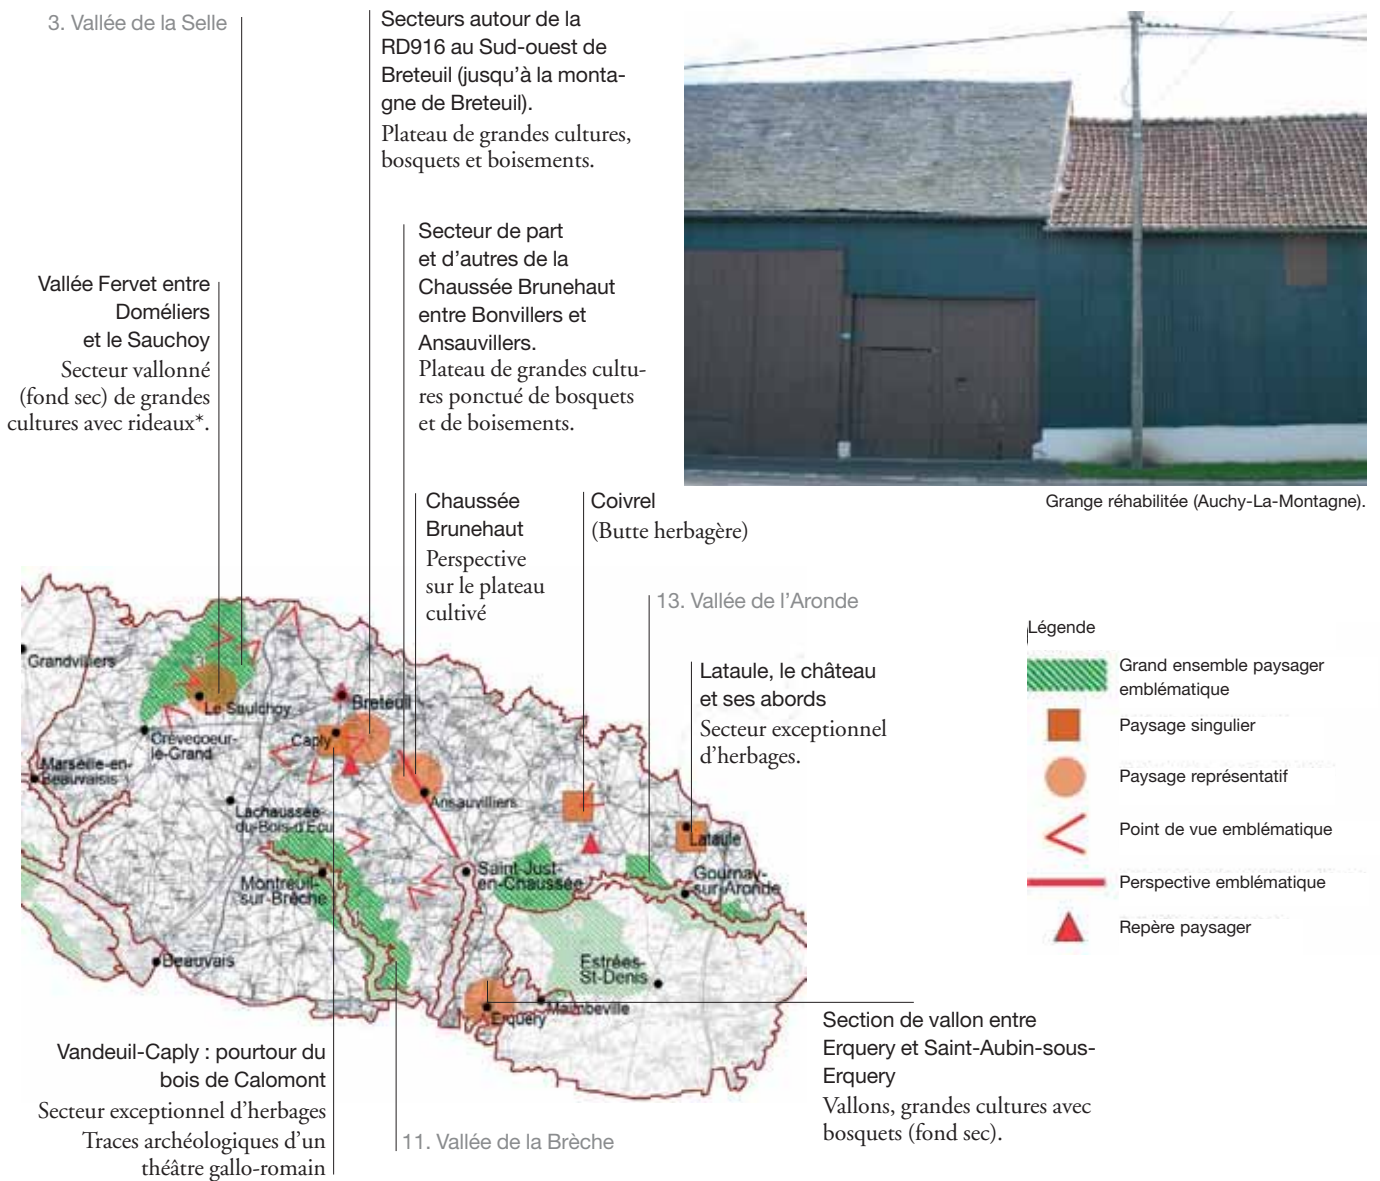 3. Vallée de la Selle
Secteurs autour de la
RD916 au Sud-ouest de
Breteuil (jusqu'à la monta-
gne de Breteuil).
Plateau de grandes cultures,
bosquets et boisements.
Secteur de part
et d'autres de la
Chaussée Brunehaut
entre Bonvillers et
Ansauvillers.
Plateau de grandes cultu-
res ponctué de bosquets
et de boisements.
Vallée Fervet entre
Doméliers
et le Sauchoy
Secteur vallonné
(fond sec) de grandes
cultures avec rideaux*.
Grange réhabilitée (Auchy-La-Montagne).
Chaussée
Brunehaut
Perspective
sur le plateau
cultivé
Coivrel
(Butte herbagère)
13. Vallée de l'Aronde
Lataule, le château
et ses abords
Secteur exceptionnel
d'herbages.
Légende
Grand ensemble paysager
emblématique
Paysage singulier
Paysage représentatif
Point de vue emblématique
Perspective emblématique
Repère paysager
Grandvilliers
Le Saulchoy
Breteuil
Crèvecoeur-
le-Grand
Caply
Marseille-en-
Beauvaisis
Ansauvilliers
Lachaussée-
du-Bois-d'Ecu
Lataule
Saint-Just-
en-Chaussée
Gournay-
sur-Aronde
Montreuil-
sur-Brêche
Beauvais
Estrées-
St-Denis
Maimbeville
Erquery
Section de vallon entre
Erquery et Saint-Aubin-sous-
Erquery
Vallons, grandes cultures avec
bosquets (fond sec).
Vandeuil-Caply : pourtour du
bois de Calomont
Secteur exceptionnel d'herbages
Traces archéologiques d'un
théâtre gallo-romain
11. Vallée de la Brèche